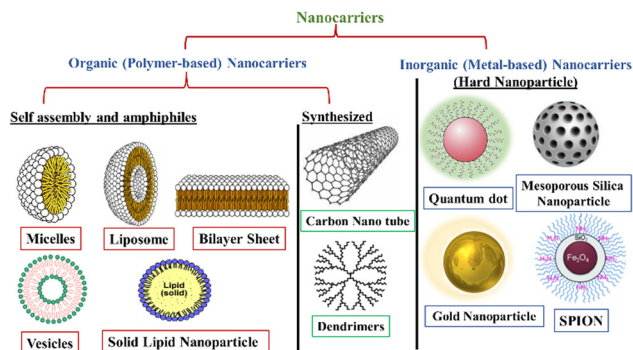 Nanocarriers
Organic (Polymer-based) Nanocarriers
Inorganic (Metal-based) Nanocarriers
(Hard Nanoparticle)
Self assembly and amphiphiles
Synthesized
Micelles
Liposome
Bilayer Sheet
Carbon Nano tube
Quantum dot
Mesoporous Silica
Nanoparticle
Lipid
(solid)
Vesicles
Solid Lipid Nanoparticle
Dendrimers
Gold Nanoparticle
SiO₂
Fe₃O₄
SPION